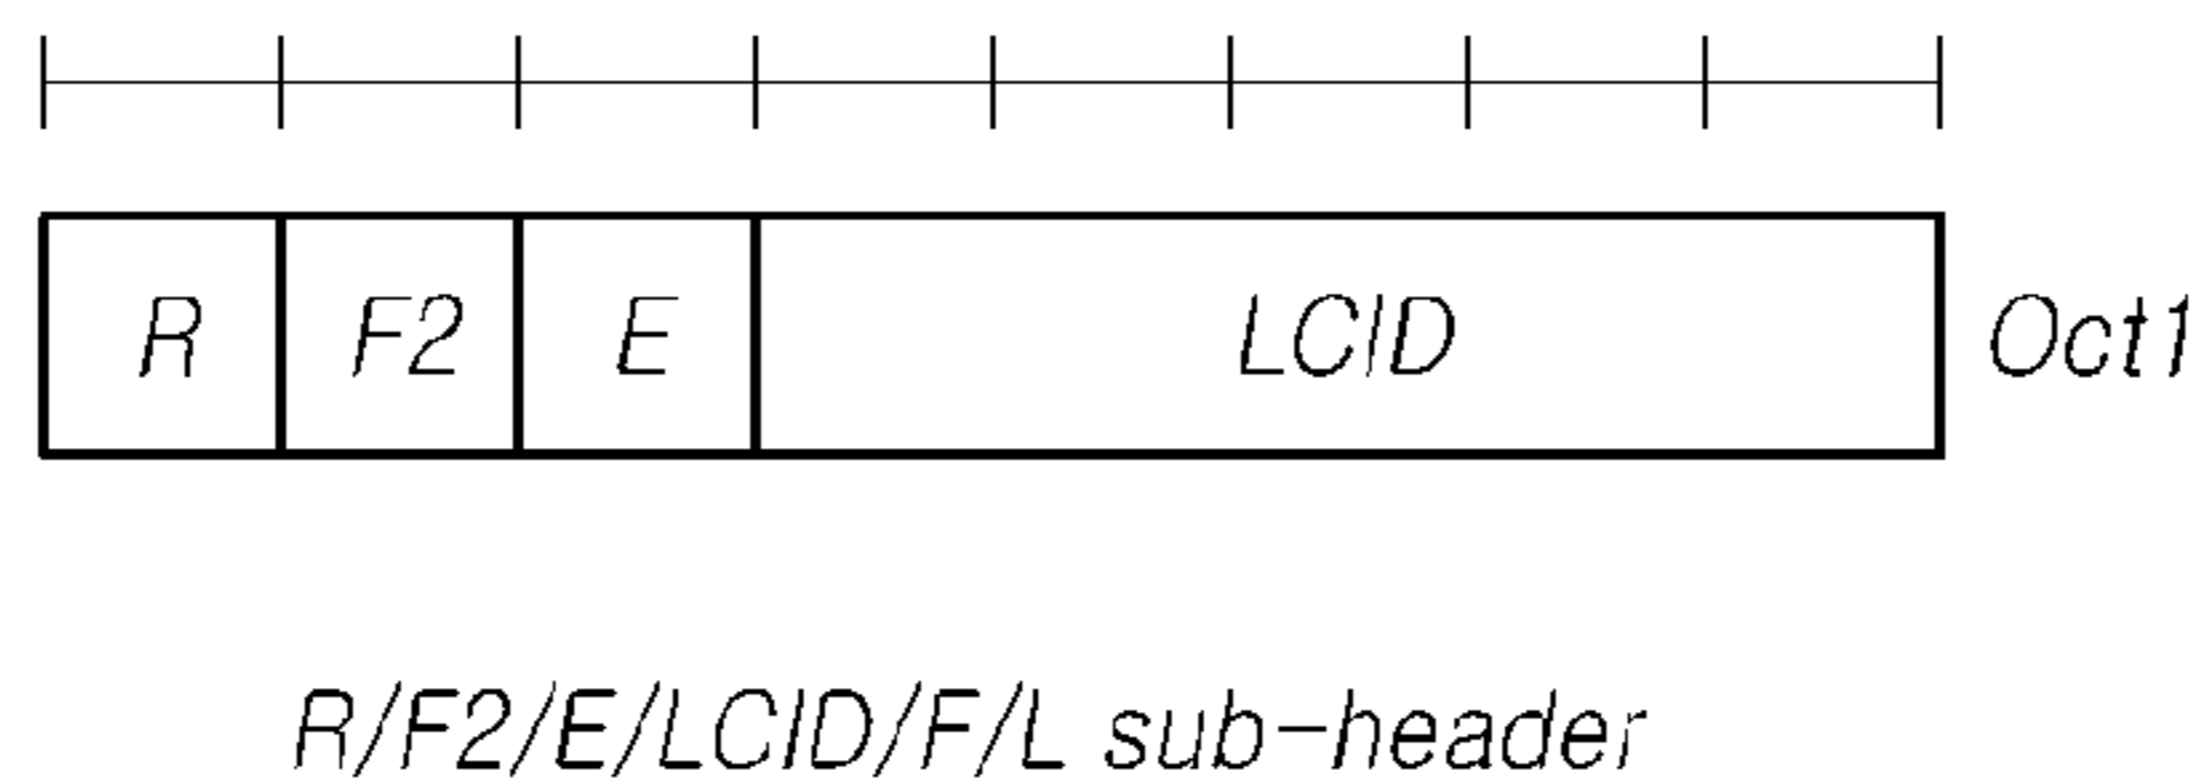 R F2 E LCID Oct1
R/F2/E/LCID/F/L sub-header